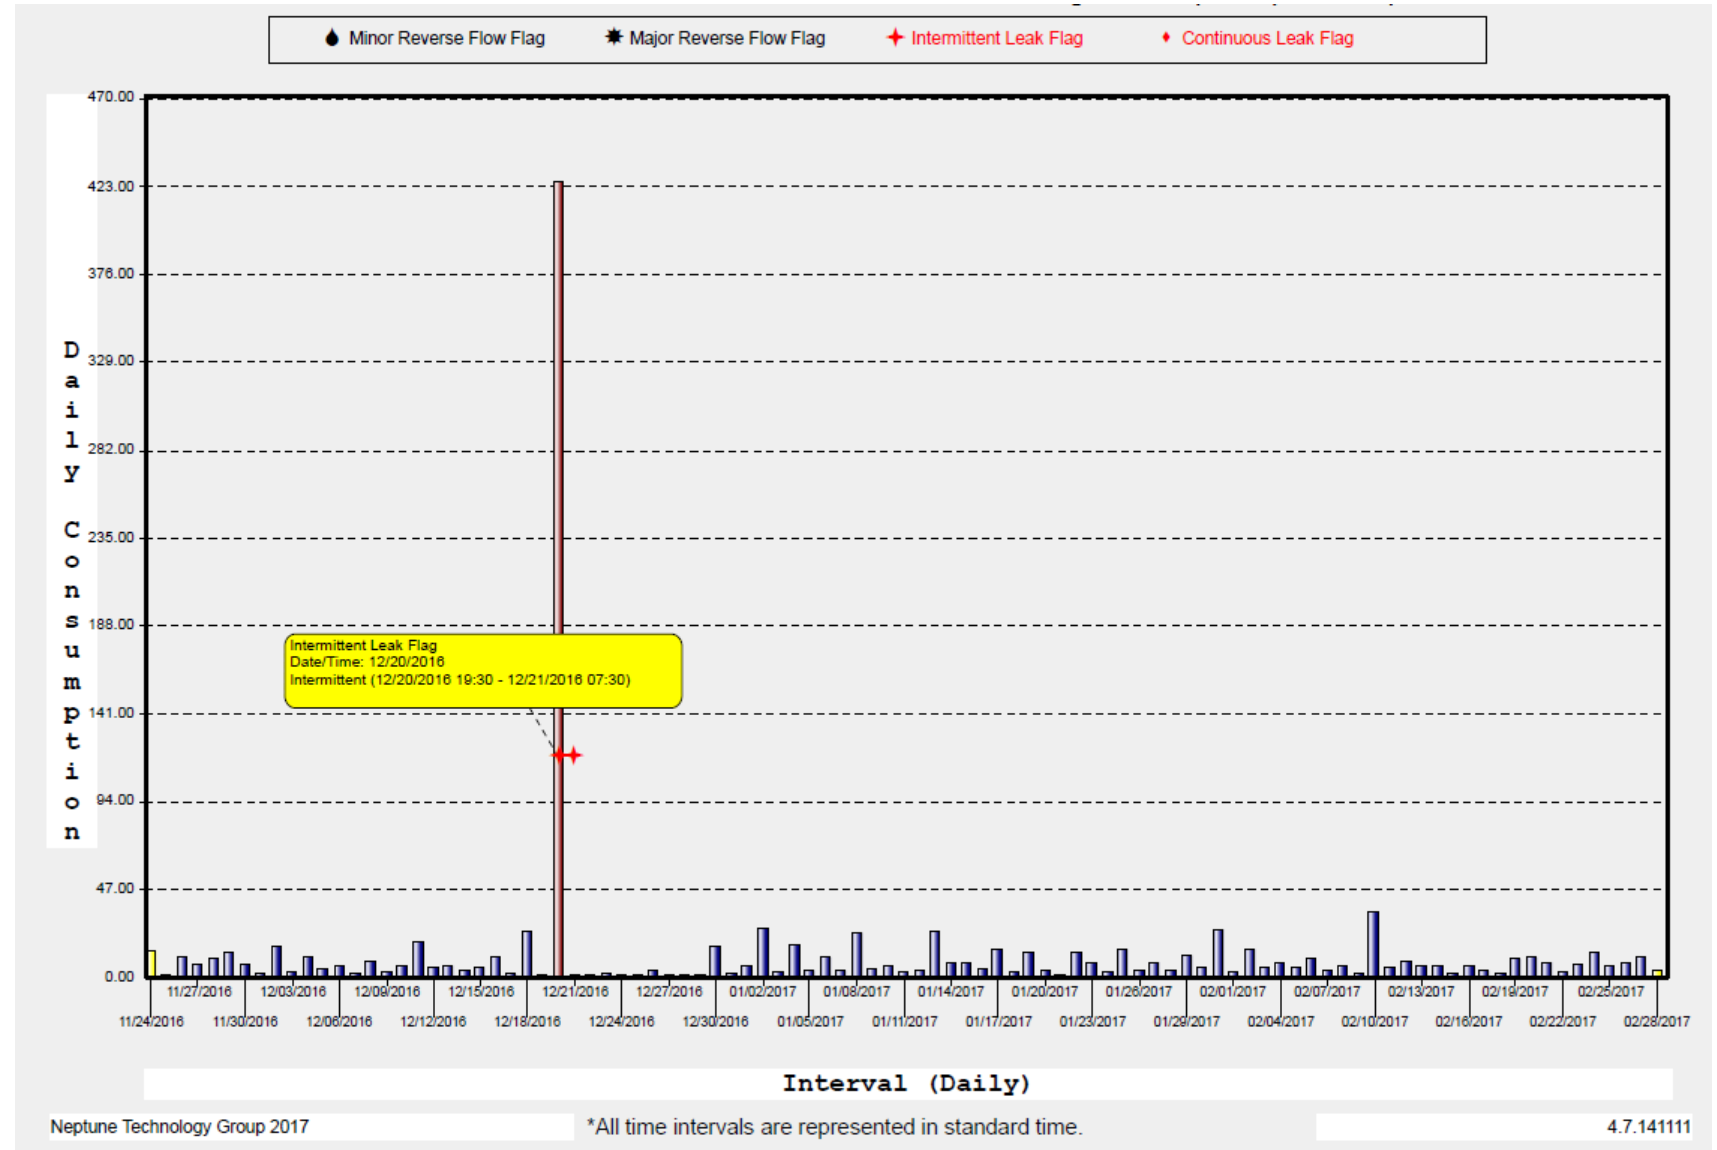 Minor Reverse Flow Flag Major Reverse Flow Flag Intermittent Leak Flag Continuous Leak Flag
470.00
423.00
376.00
329.00
282.00
235.00
188.00
141.00
94.00
47.00
0.00
Daily Consumption
Intermittent Leak Flag
Date/Time: 12/20/2016
Intermittent (12/20/2016 19:30 - 12/21/2016 07:30)
11/27/2016 12/03/2016 12/09/2016 12/15/2016 12/21/2016 12/27/2016 01/02/2017 01/08/2017 01/14/2017 01/20/2017 01/26/2017 02/01/2017 02/07/2017 02/13/2017 02/19/2017 02/25/2017
11/24/2016 11/30/2016 12/06/2016 12/12/2016 12/18/2016 12/24/2016 12/30/2016 01/05/2017 01/11/2017 01/17/2017 01/23/2017 01/29/2017 02/04/2017 02/10/2017 02/16/2017 02/22/2017 02/28/2017
Interval (Daily)
Neptune Technology Group 2017 *All time intervals are represented in standard time. 4.7.141111